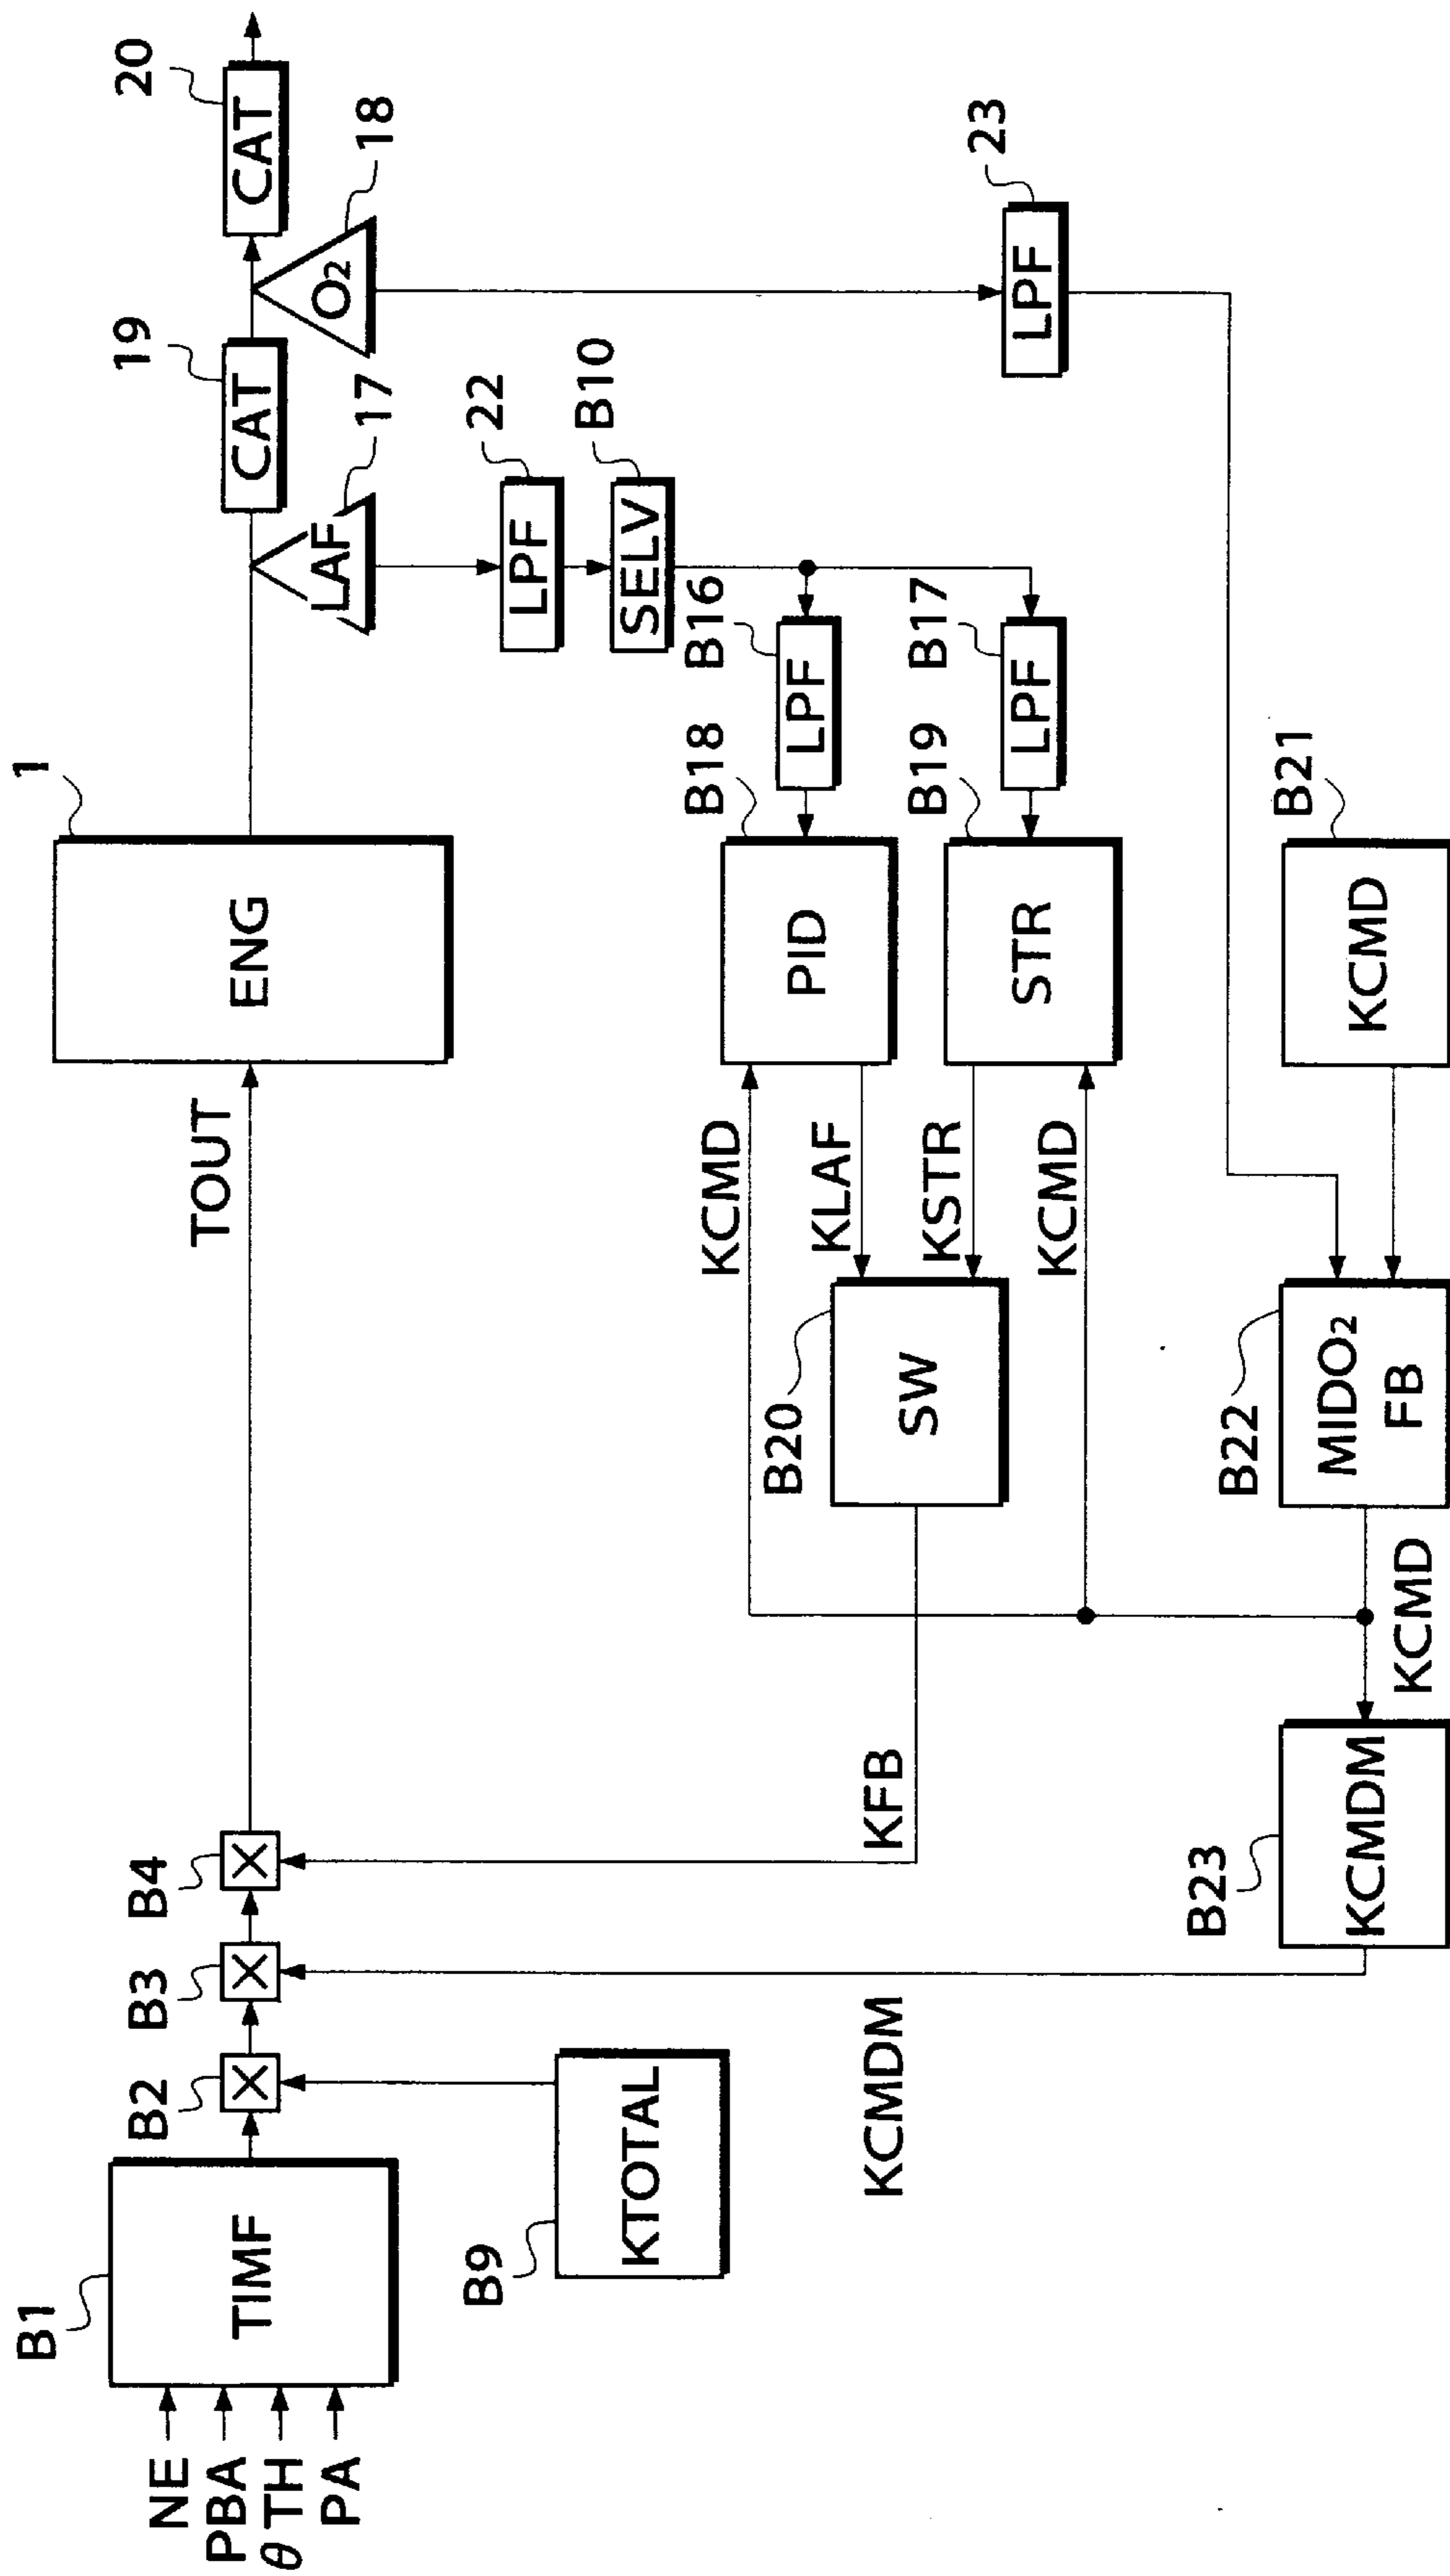 NE
PBA
θ TH
PA
B1
TIMF
B2
B3
B4
B9
KTOTAL
TOUT
1
ENG
19
CAT
20
CAT
LAF
17
O2
18
22
LPF
B10
SELV
23
LPF
B16
LPF
B17
LPF
B18
PID
B19
STR
KCMD
KLAF
KSTR
KCMD
B20
SW
KFB
B21
KCMD
B22
MIDO2
FB
KCMD
B23
KCMDM
KCMDM